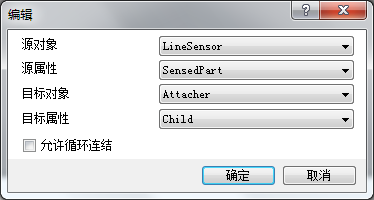 编辑
源对象 LineSensor
源属性 SensedPart
目标对象 Attacher
目标属性 Child
允许循环连结
确定 取消